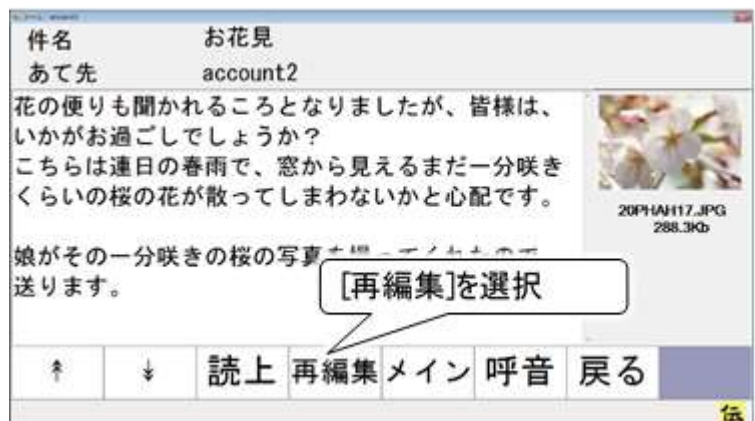 件名 お花見
あて先 account2
花の便りも聞かれるころとなりましたが、皆様は、
いかがお過ごしでしょうか?
こちらは連日の春雨で、窓から見えるまだ一分咲き
くらいの桜の花が散ってしまわないかと心配です。
娘がその一分咲きの桜の写真
送ります。
20PHAH17.JPG
288.3Kb
[再編集]を選択
↟ ↡ 読上 再編集 メイン 呼音 戻る
伝